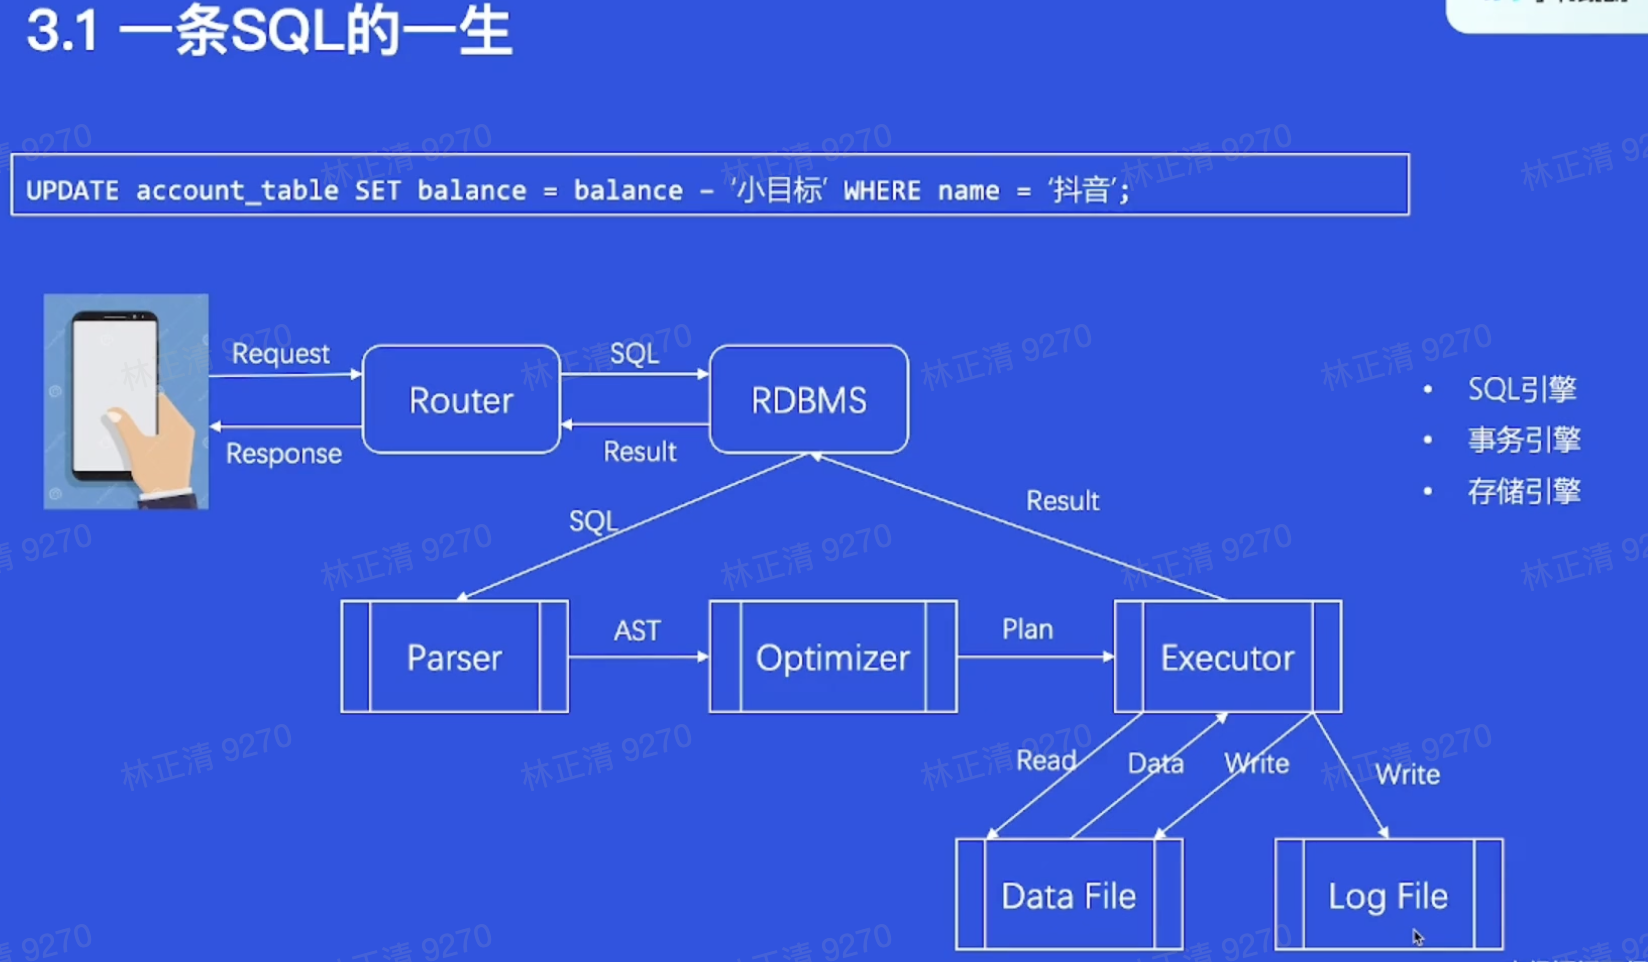 3.1 一条SQL的一生
UPDATE account_table SET balance = balance – ‘小目标’ WHERE name = ‘抖音’;
Request
SQL
Router
RDBMS
Response
Result
SQL引擎
事务引擎
存储引擎
SQL
Result
Parser
AST
Optimizer
Plan
Executor
Read
Data
Write
Write
Data File
Log File
林正清 9270